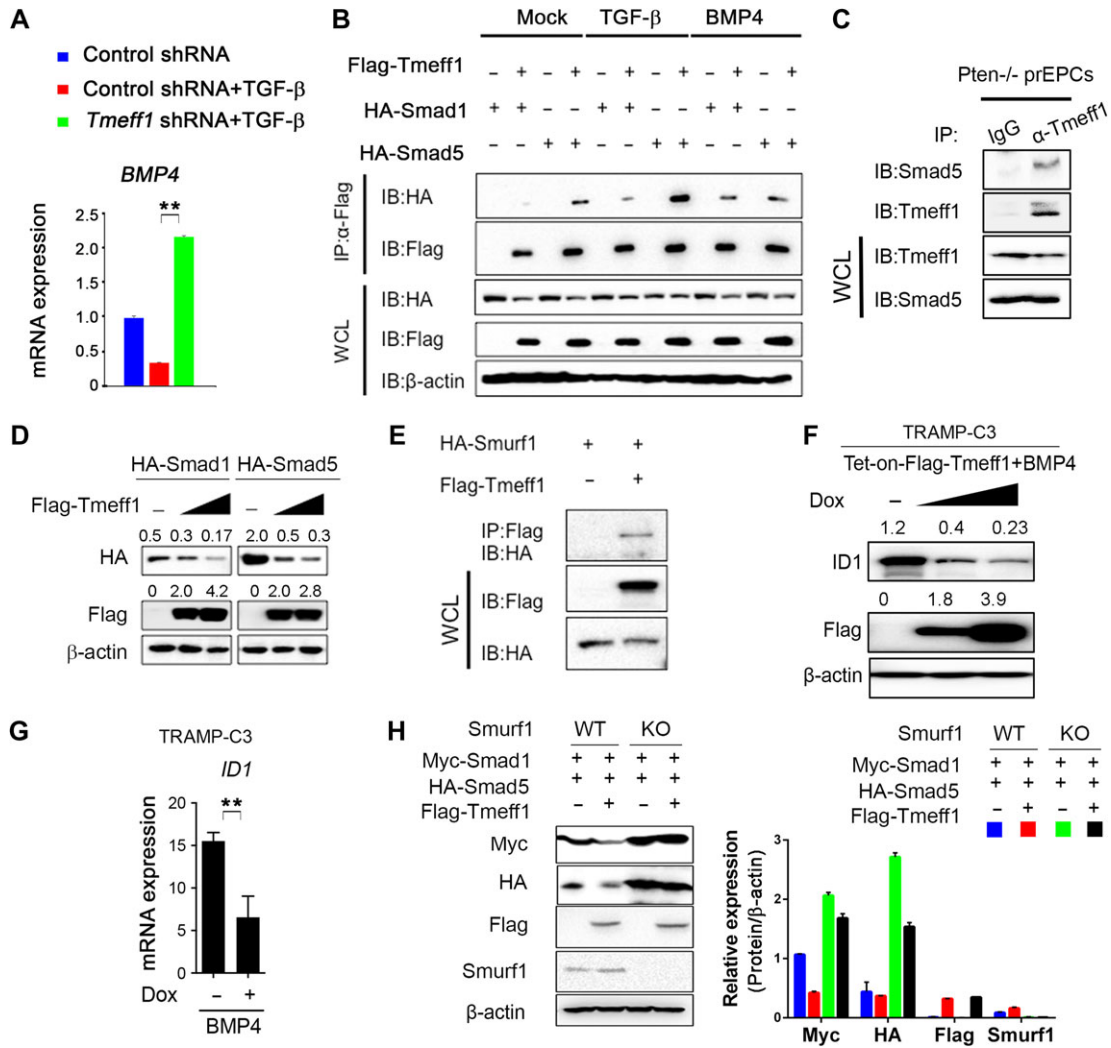 A
Control shRNA
Control shRNA+TGF-β
Tmeff1 shRNA+TGF-β
BMP4
mRNA expression
**
2.5
2.0
1.5
1.0
0.5
0
B
Mock TGF-β BMP4
Flag-Tmeff1 – + – + – + – + – + – +
HA-Smad1 + + – – + + – – + + – –
HA-Smad5 – – + + – – + + – – + +
IP:α-Flag
IB:HA
IB:Flag
WCL
IB:HA
IB:Flag
IB:β-actin
C
Pten-/- prEPCs
IP: IgG α-Tmeff1
IB:Smad5
IB:Tmeff1
WCL
IB:Tmeff1
IB:Smad5
D
HA-Smad1 HA-Smad5
Flag-Tmeff1 – –
0.5 0.3 0.17 2.0 0.5 0.3
HA
0 2.0 4.2 0 2.0 2.8
Flag
β-actin
E
HA-Smurf1 + +
Flag-Tmeff1 – +
IP:Flag
IB:HA
WCL
IB:Flag
IB:HA
F
TRAMP-C3
Tet-on-Flag-Tmeff1+BMP4
Dox –
1.2 0.4 0.23
ID1
0 1.8 3.9
Flag
β-actin
G
TRAMP-C3
ID1
**
mRNA expression
20
15
10
5
0
Dox – +
BMP4
H
Smurf1 WT KO
Myc-Smad1 + + + +
HA-Smad5 + + + +
Flag-Tmeff1 – + – +
Myc
HA
Flag
Smurf1
β-actin
Smurf1 WT KO
Myc-Smad1 + + + +
HA-Smad5 + + + +
Flag-Tmeff1 – + – +
Relative expression
(Protein/β-actin)
3
2
1
0
Myc HA Flag Smurf1